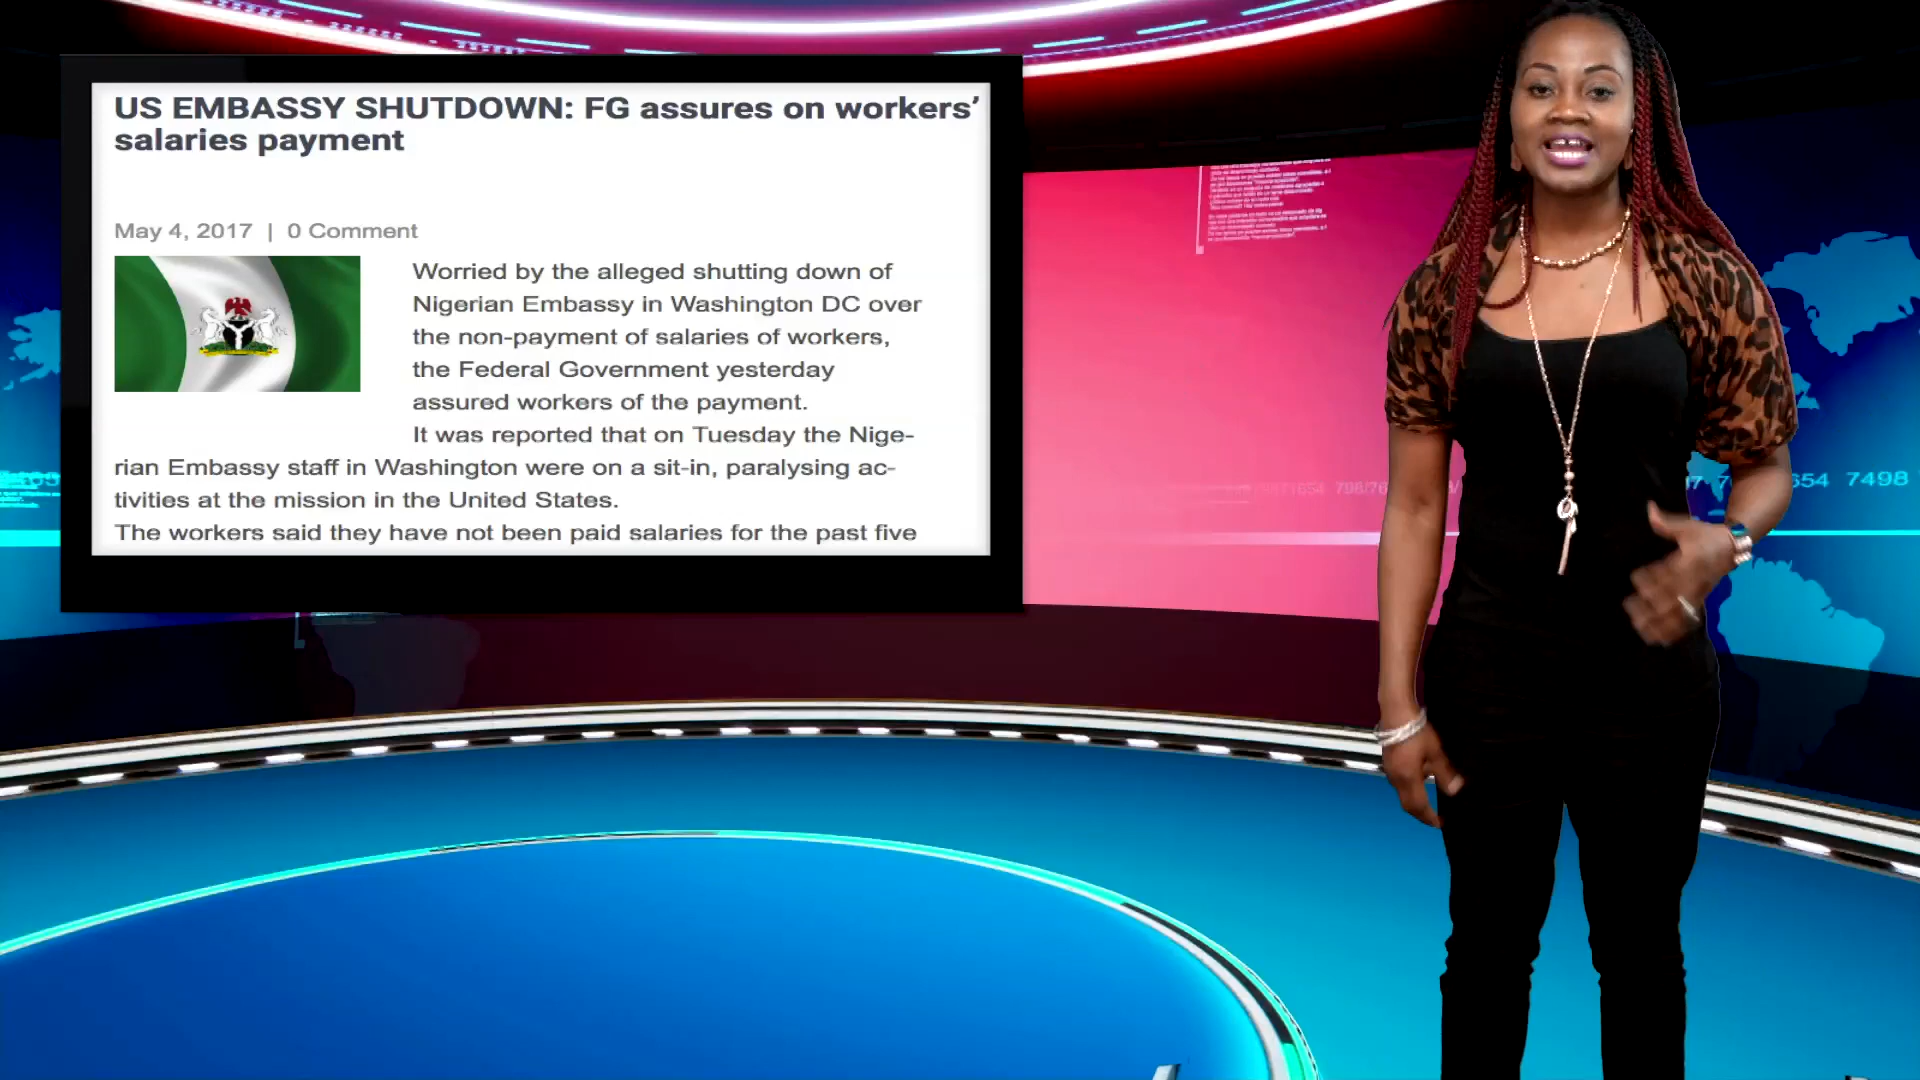 US EMBASSY SHUTDOWN: FG assures on workers’
salaries payment
May 4, 2017 | 0 Comment
Worried by the alleged shutting down of
Nigerian Embassy in Washington DC over
the non-payment of salaries of workers,
the Federal Government yesterday
assured workers of the payment.
It was reported that on Tuesday the Nige-
rian Embassy staff in Washington were on a sit-in, paralysing ac-
tivities at the mission in the United States.
The workers said they have not been paid salaries for the past five
654 7498